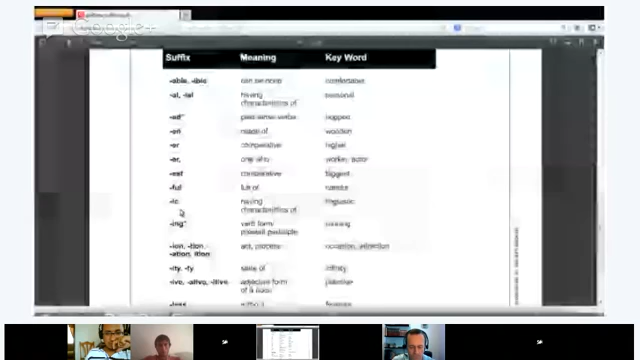 Google+
Suffix Meaning Key Word
-able, -ible can be done comfortable
-al, -ial having characteristics of personal
-ed* past-tense verbs hopped
-en made of wooden
-er comparative higher
-er, one who worker, actor
-est comparative biggest
-ful full of careful
-ic having characteristics of linguistic
-ing* verb form/ present participle running
-ion, -tion act, process
-ation, ition
-ity, -ty state of infinity
-ive, -ative, -itive adjective form of a noun plaintive
-less without fearless